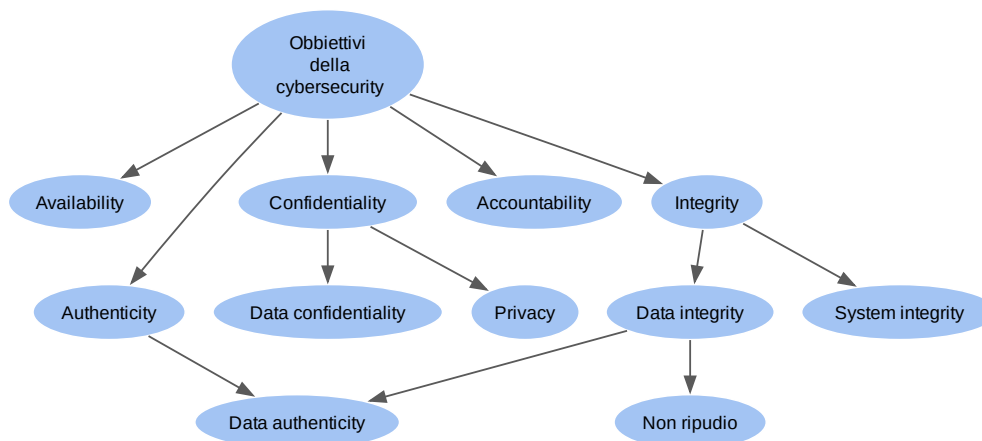 Obbiettivi
della
cybersecurity
Availability
Confidentiality
Accountability
Integrity
Authenticity
Data confidentiality
Privacy
Data integrity
System integrity
Data authenticity
Non ripudio